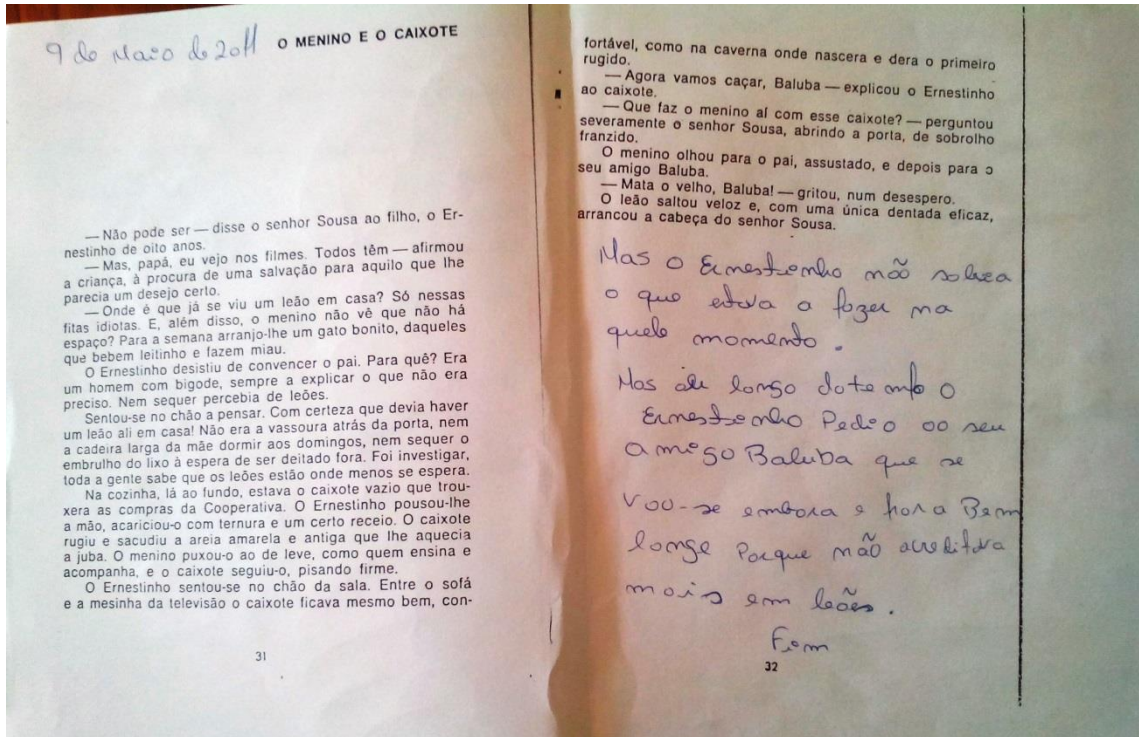 9 de Maio de 2011
O MENINO E O CAIXOTE
— Não pode ser — disse o senhor Sousa ao filho, o Er-
nestinho de oito anos.
— Mas, papá, eu vejo nos filmes. Todos têm — afirmou
a criança, à procura de uma salvação para aquilo que lhe
parecia um desejo certo.
— Onde é que já se viu um leão em casa? Só nessas
fitas idiotas. E, além disso, o menino não vê que não há
espaço? Para a semana arranjo-lhe um gato bonito, daqueles
que bebem leitinho e fazem miau.
O Ernestinho desistiu de convencer o pai. Para quê? Era
um homem com bigode, sempre a explicar o que não era
preciso. Nem sequer percebia de leões.
Sentou-se no chão a pensar. Com certeza que devia haver
um leão ali em casa! Não era a vassoura atrás da porta, nem
a cadeira larga da mãe dormir aos domingos, nem sequer o
embrulho do lixo à espera de ser deitado fora. Foi investigar,
toda a gente sabe que os leões estão onde menos se espera.
Na cozinha, lá ao fundo, estava o caixote vazio que trou-
xera as compras da Cooperativa. O Ernestinho pousou-lhe
a mão, acariciou-o com ternura e um certo receio. O caixote
rugiu e sacudiu a areia amarela e antiga que lhe aquecia
a juba. O menino puxou-o ao de leve, como quem ensina e
acompanha, e o caixote seguiu-o, pisando firme.
O Ernestinho sentou-se no chão da sala. Entre o sofá
e a mesinha da televisão o caixote ficava mesmo bem, con-
31
fortável, como na caverna onde nascera e dera o primeiro
rugido.
— Agora vamos caçar, Baluba — explicou o Ernestinho
ao caixote.
— Que faz o menino aí com esse caixote? — perguntou
severamente o senhor Sousa, abrindo a porta, de sobrolho
franzido.
O menino olhou para o pai, assustado, e depois para o
seu amigo Baluba.
— Mata o velho, Baluba! — gritou, num desespero.
O leão saltou veloz e, com uma única dentada eficaz,
arrancou a cabeça do senhor Sousa.
Mas o Ernestinho não
o que estava a fazer na
quele momento.
Mas longo do tempo o
Ernestinho Pedio oo seu
amigo Baluba que se
embora e Bem
longe Porque não acreditava
mais em leões.
Fim
32